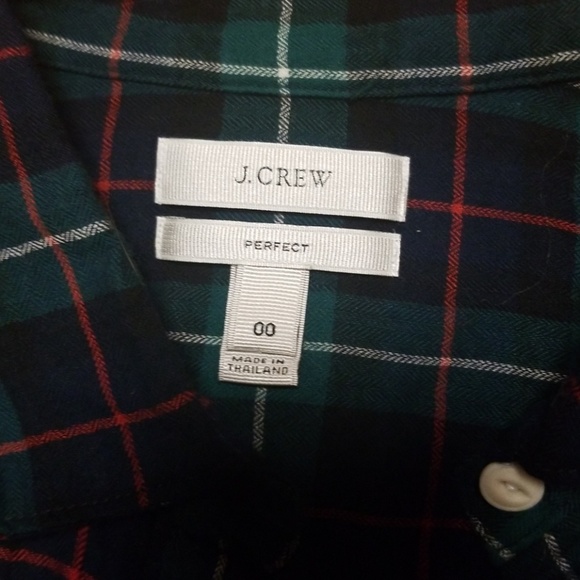 J.CREW
PERFECT
00
MADE IN
THAILAND